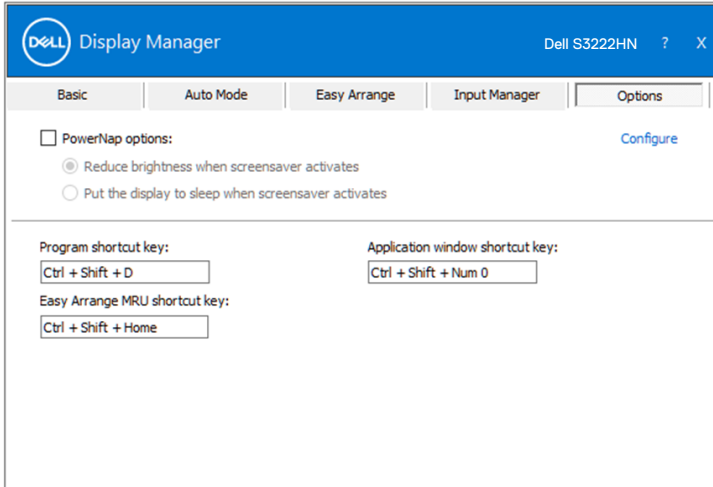 DELL Display Manager Dell S3222HN ? X
Basic Auto Mode Easy Arrange Input Manager Options
PowerNap options: Configure
Reduce brightness when screensaver activates
Put the display to sleep when screensaver activates
Program shortcut key: Application window shortcut key:
Ctrl + Shift + D Ctrl + Shift + Num 0
Easy Arrange MRU shortcut key:
Ctrl + Shift + Home